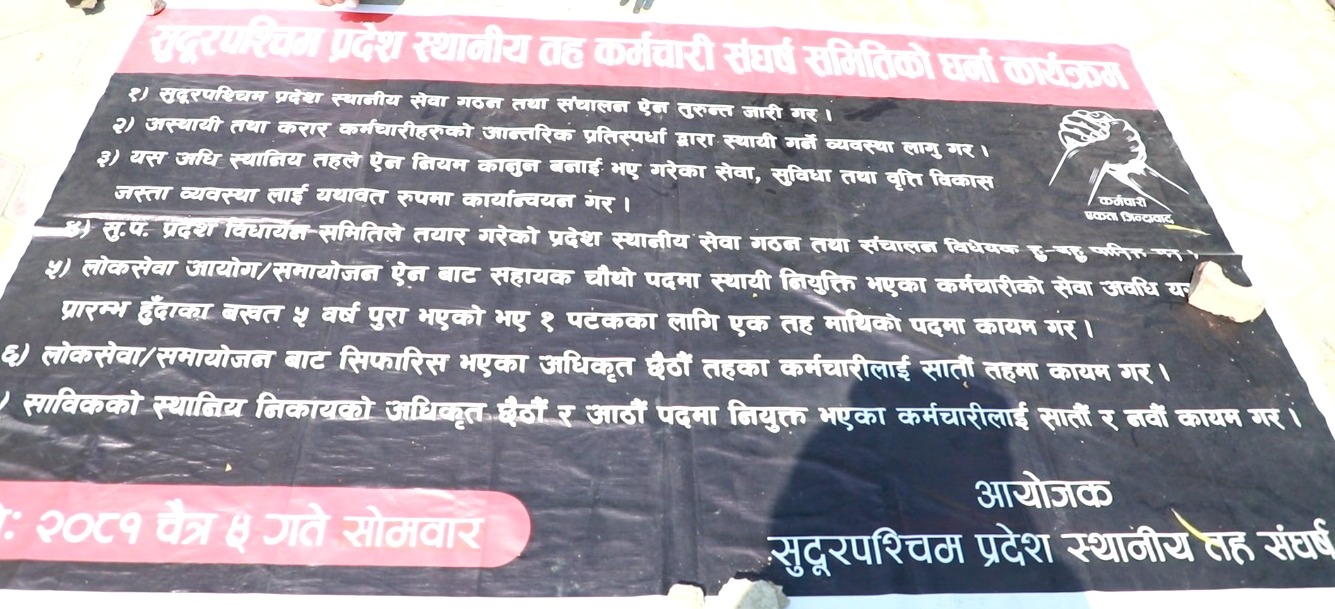 सुदूरपश्चिम प्रदेश स्थानीय तह कर्मचारी संघर्ष समितिको धर्ना कार्यक्रम
१) सुदूरपश्चिम प्रदेश स्थानीय सेवा गठन तथा संचालन ऐन तुरुन्त जारी गर ।
२) अस्थायी तथा करार कर्मचारीहरुको आन्तरिक प्रतिस्पर्धा द्वारा स्थायी गर्ने व्यवस्था लागु गर ।
३) यस अघि स्थानिय तहले ऐन नियम कानुन बनाई भए गरेका सेवा, सुविधा तथा वृत्ति विकास
जस्ता व्यवस्था लाई यथावत रुपमा कार्यान्वयन गर ।
कर्मचारी
एकता जिन्दावाद
४) सु.प. प्रदेश विधायन समितिले तयार गरेको प्रदेश स्थानीय सेवा गठन तथा संचालन विधेयक हु-बहु
५) लोकसेवा आयोग/समायोजन ऐन बाट सहायक चौथो पदमा स्थायी नियुक्ति भएका कर्मचारीको सेवा अवधि
प्रारम्भ हुँदाका बखत ५ वर्ष पुरा भएको भए १ पटकका लागि एक तह माथिको पदमा कायम गर ।
६) लोकसेवा/समायोजन बाट सिफारिस भएका अधिकृत छैठौं तहका कर्मचारीलाई सातौं तहमा कायम गर ।
) साविकको स्थानिय निकायको अधिकृत छैठौं र आठौं पदमा नियुक्त भएका कर्मचारीलाई सातौं र नवौं कायम गर ।
२०८१ चैत्र ५ गते सोमवार
आयोजक
सुदूरपश्चिम प्रदेश स्थानीय तह संघर्ष